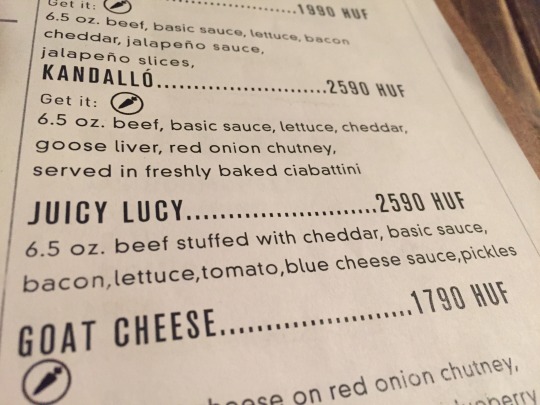 1990 HUF
Get it:
6.5 oz. beef, basic sauce, lettuce, bacon
cheddar, jalapeño sauce,
jalapeño slices,
KANDALLÓ..........................2590 HUF
Get it:
6.5 oz. beef, basic sauce, lettuce, cheddar,
goose liver, red onion chutney,
served in freshly baked ciabattini
JUICY LUCY..........................2590 HUF
6.5 oz. beef stuffed with cheddar, basic sauce,
bacon,lettuce,tomato,blue cheese sauce,pickles
GOAT CHEESE..........................1790 HUF
on red onion chutney,